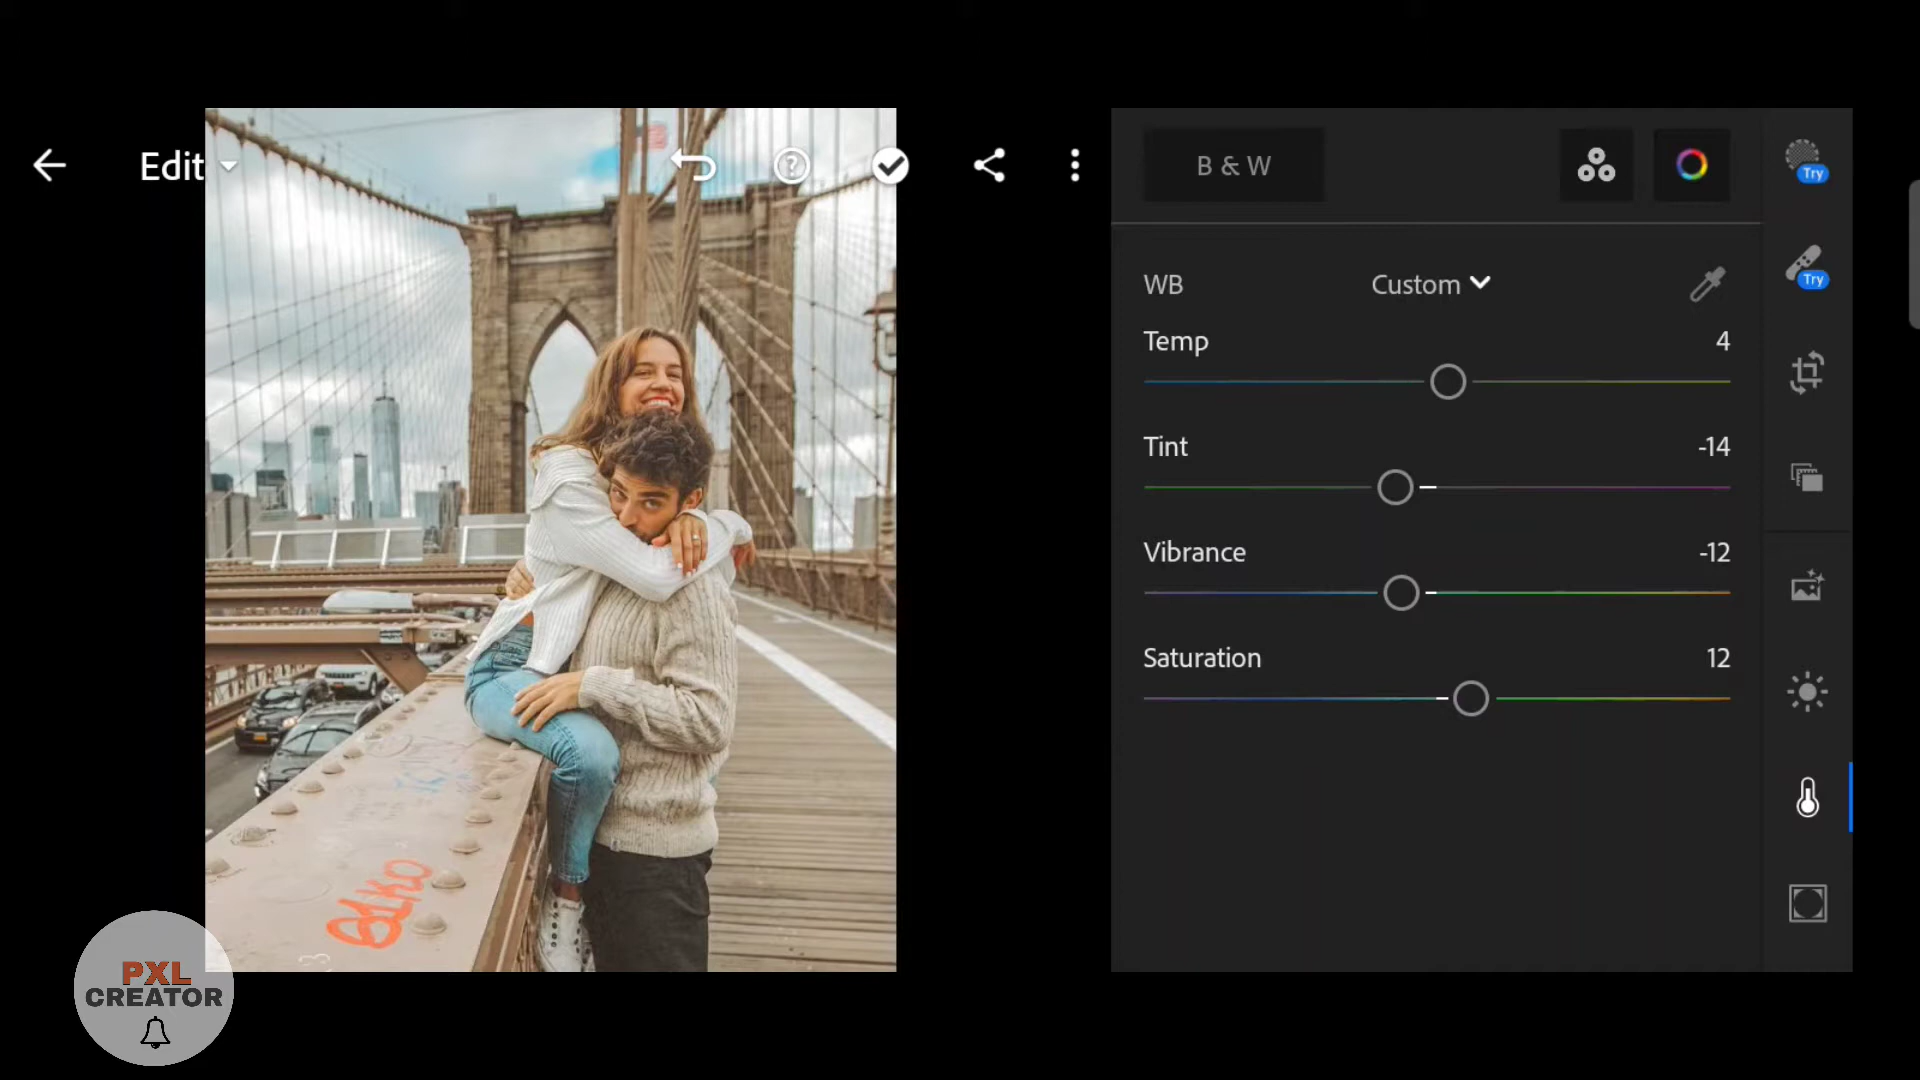 Edit
B & W
Try
WB
Custom
Try
Temp
4
Tint
-14
Vibrance
-12
Saturation
12
PXL
CREATOR